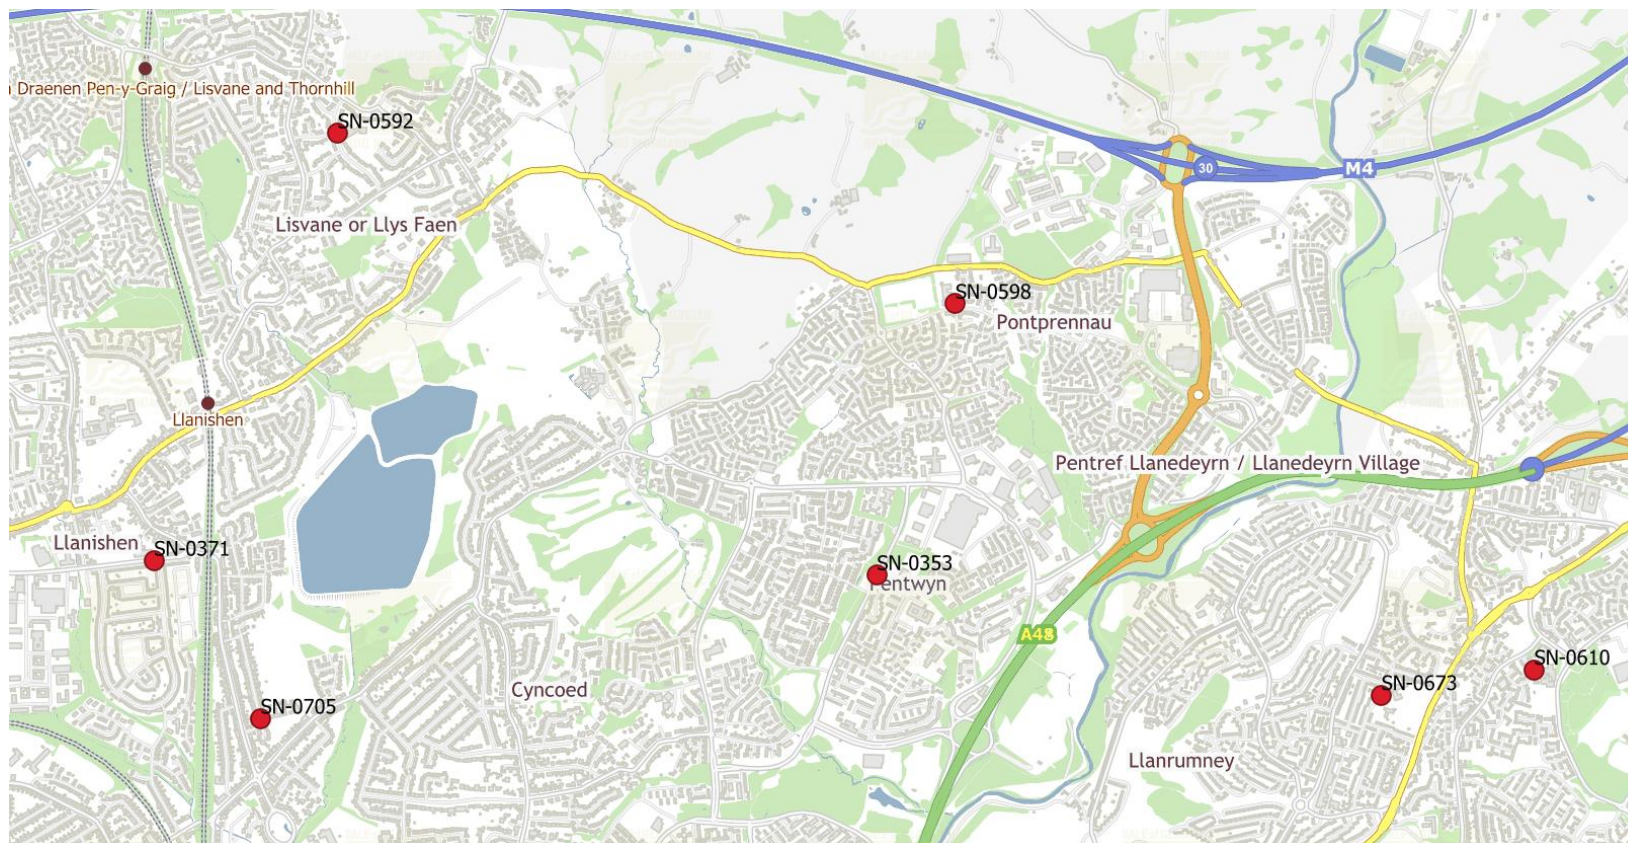 Draenen Pen-y-Graig / Lisvane and Thornhill
SN-0592
30
M4
Lisvane or Llys Faen
SN-0598
Pontprennau
Llanishen
Pentref Llanedeyrn / Llanedeyrn Village
Llanishen
SN-0371
SN-0353
Pentwyn
A48
SN-0610
SN-0673
Cyncoed
SN-0705
Llanrumney